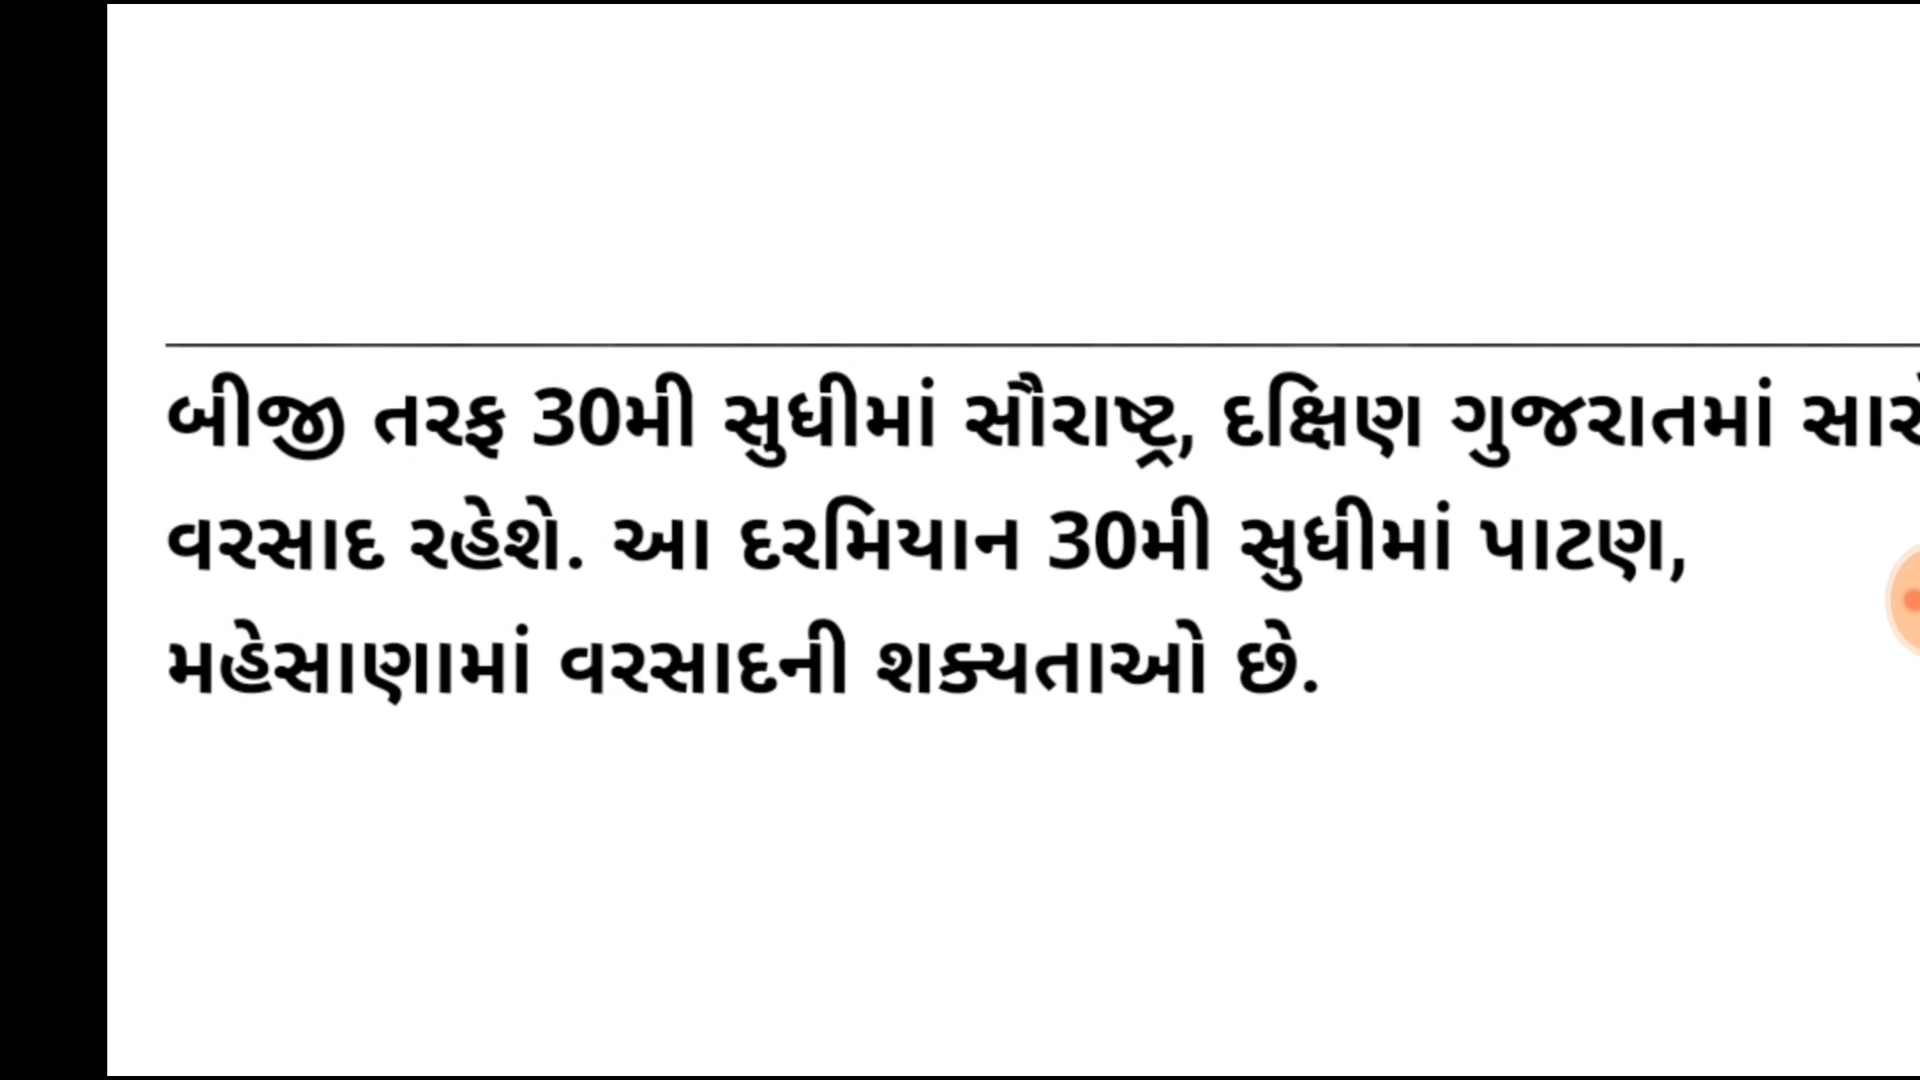 બીજી તરફ 30મી સુધીમાં સૌરાષ્ટ્ર, દક્ષિણ ગુજરાતમાં
વરસાદ રહેશે. આ દરમિયાન 30મી સુધીમાં પાટણ,
મહેસાણામાં વરસાદની શક્યતાઓ છે.